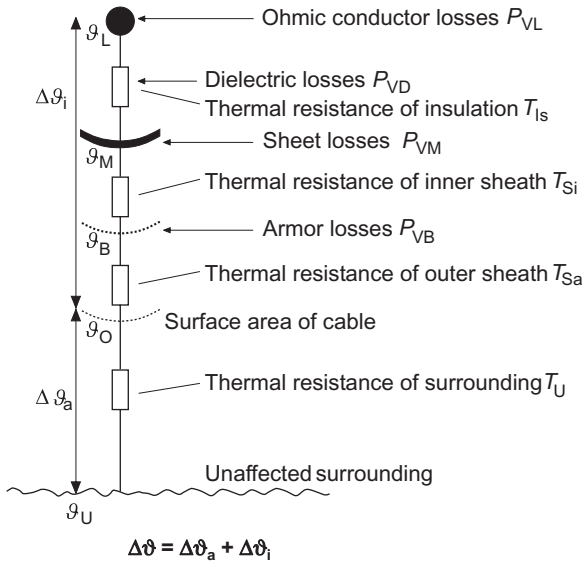 ϑL
Ohmic conductor losses PVL
Δϑi
Dielectric losses PVD
Thermal resistance of insulation TIs
ϑM
Sheet losses PVM
Thermal resistance of inner sheath TSi
ϑB
Armor losses PVB
Thermal resistance of outer sheath TSa
ϑO
Surface area of cable
Δϑa
Thermal resistance of surrounding TU
Unaffected surrounding
ϑU
Δϑ = Δϑa + Δϑi